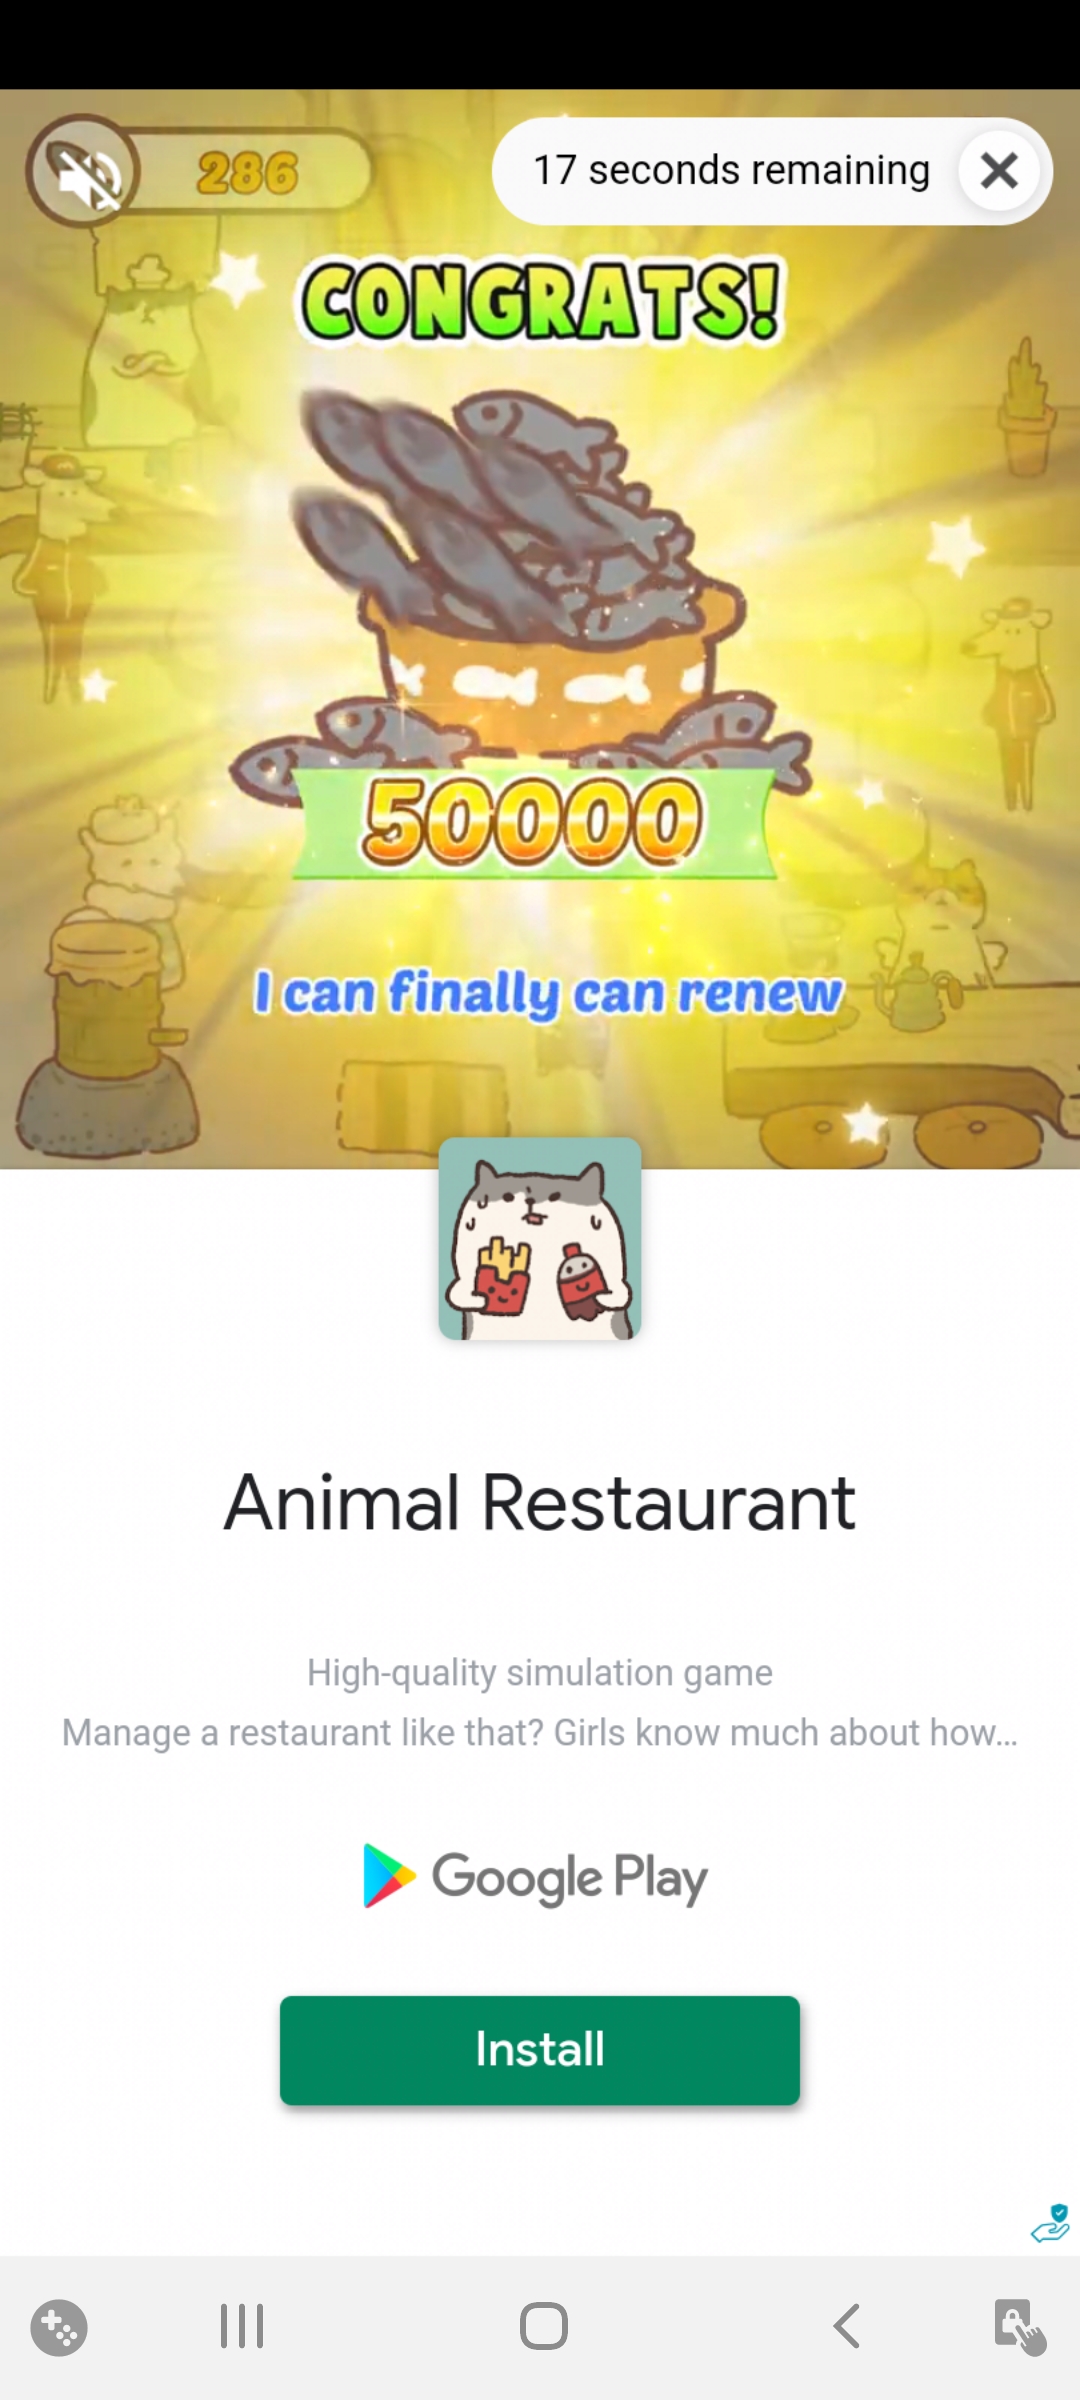 286
17 seconds remaining
CONGRATS!
50000
I can finally can renew
Animal Restaurant
High-quality simulation game
Manage a restaurant like that? Girls know much about how...
Google Play
Install